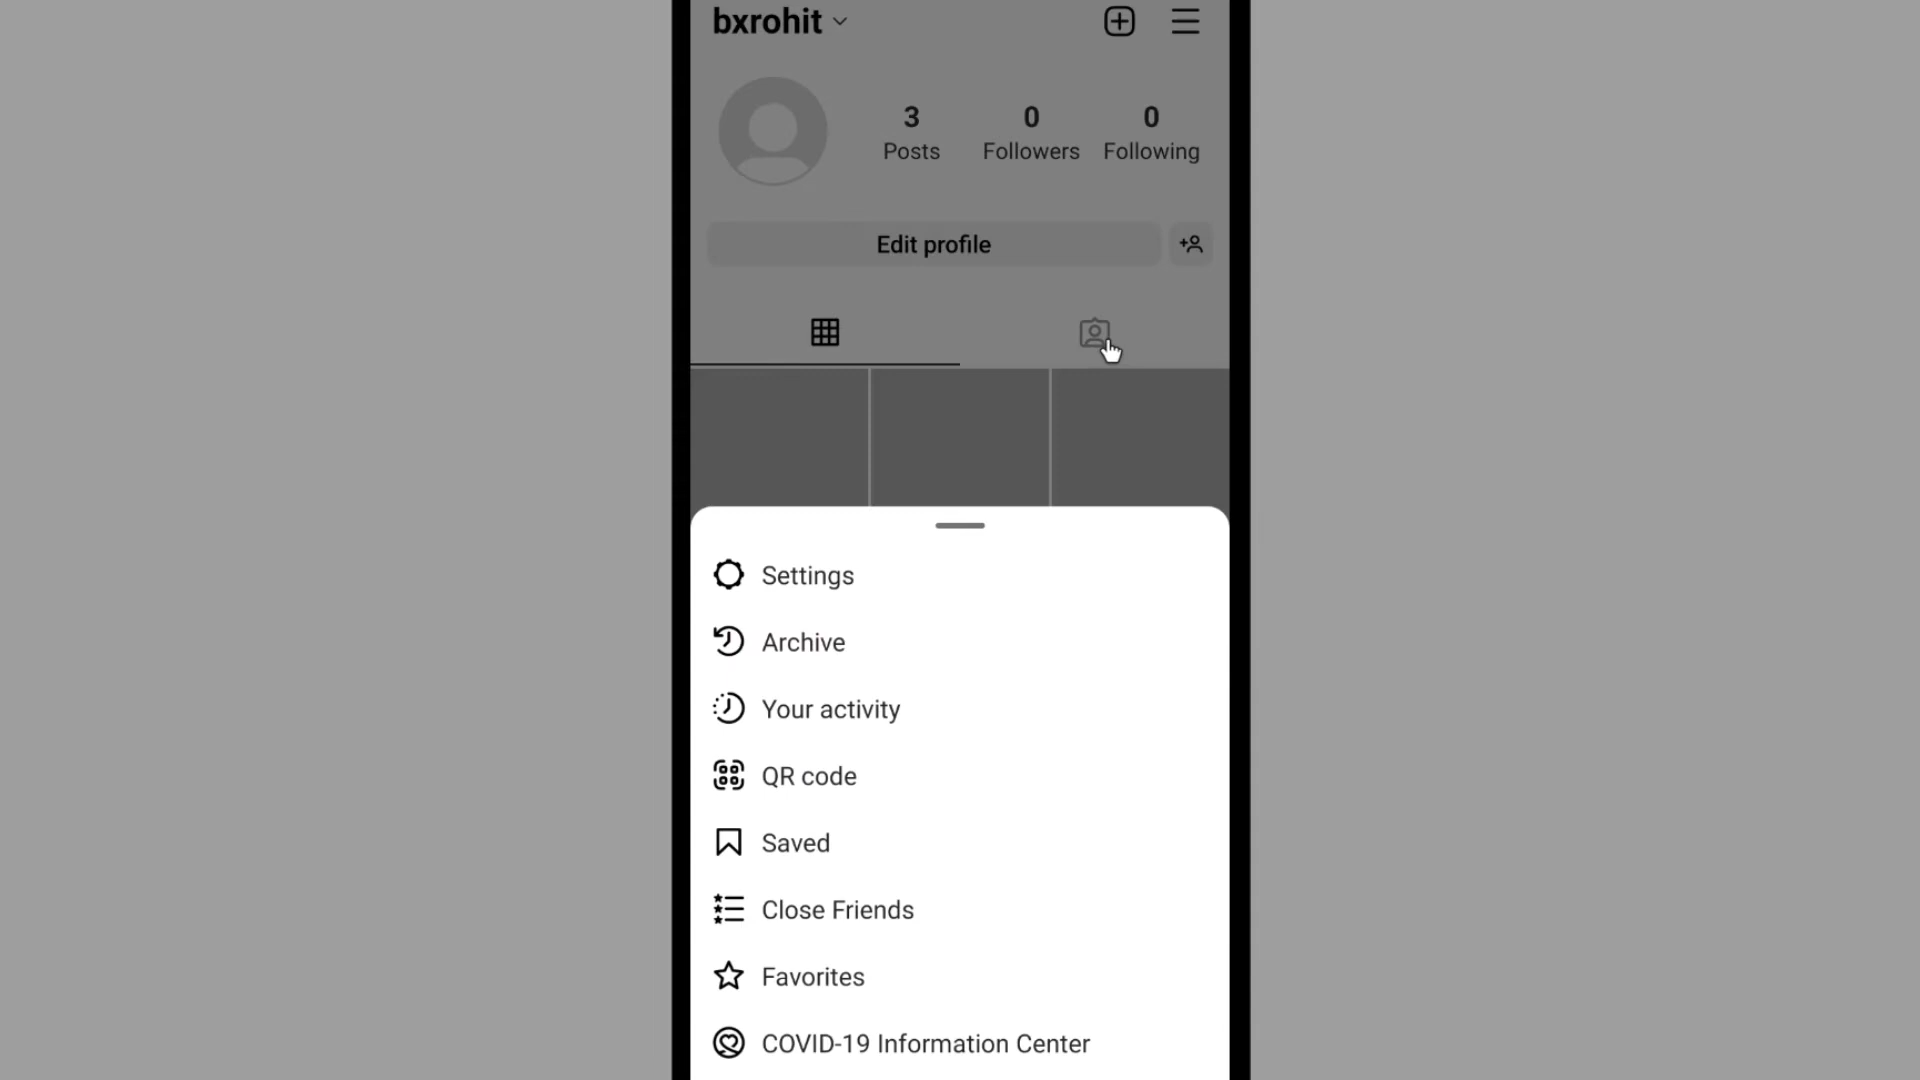 bxrohit
3 0 0
Posts Followers Following
Edit profile
Settings
Archive
Your activity
QR code
Saved
Close Friends
Favorites
COVID-19 Information Center